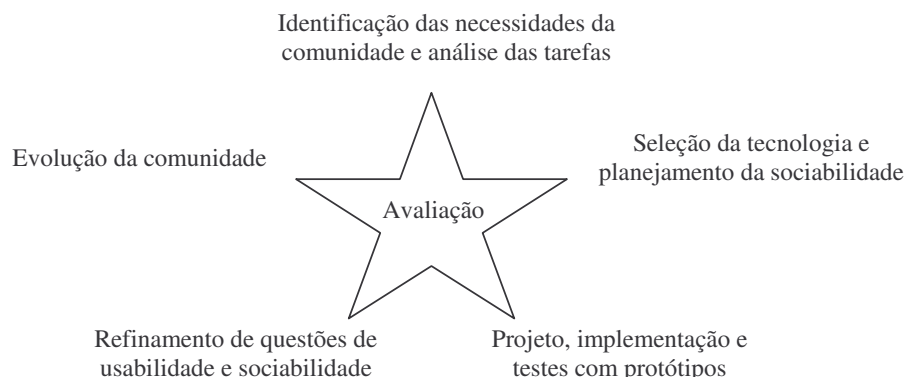 Identificação das necessidades da
comunidade e análise das tarefas
Evolução da comunidade
Seleção da tecnologia e
planejamento da sociabilidade
Avaliação
Refinamento de questões de
usabilidade e sociabilidade
Projeto, implementação e
testes com protótipos